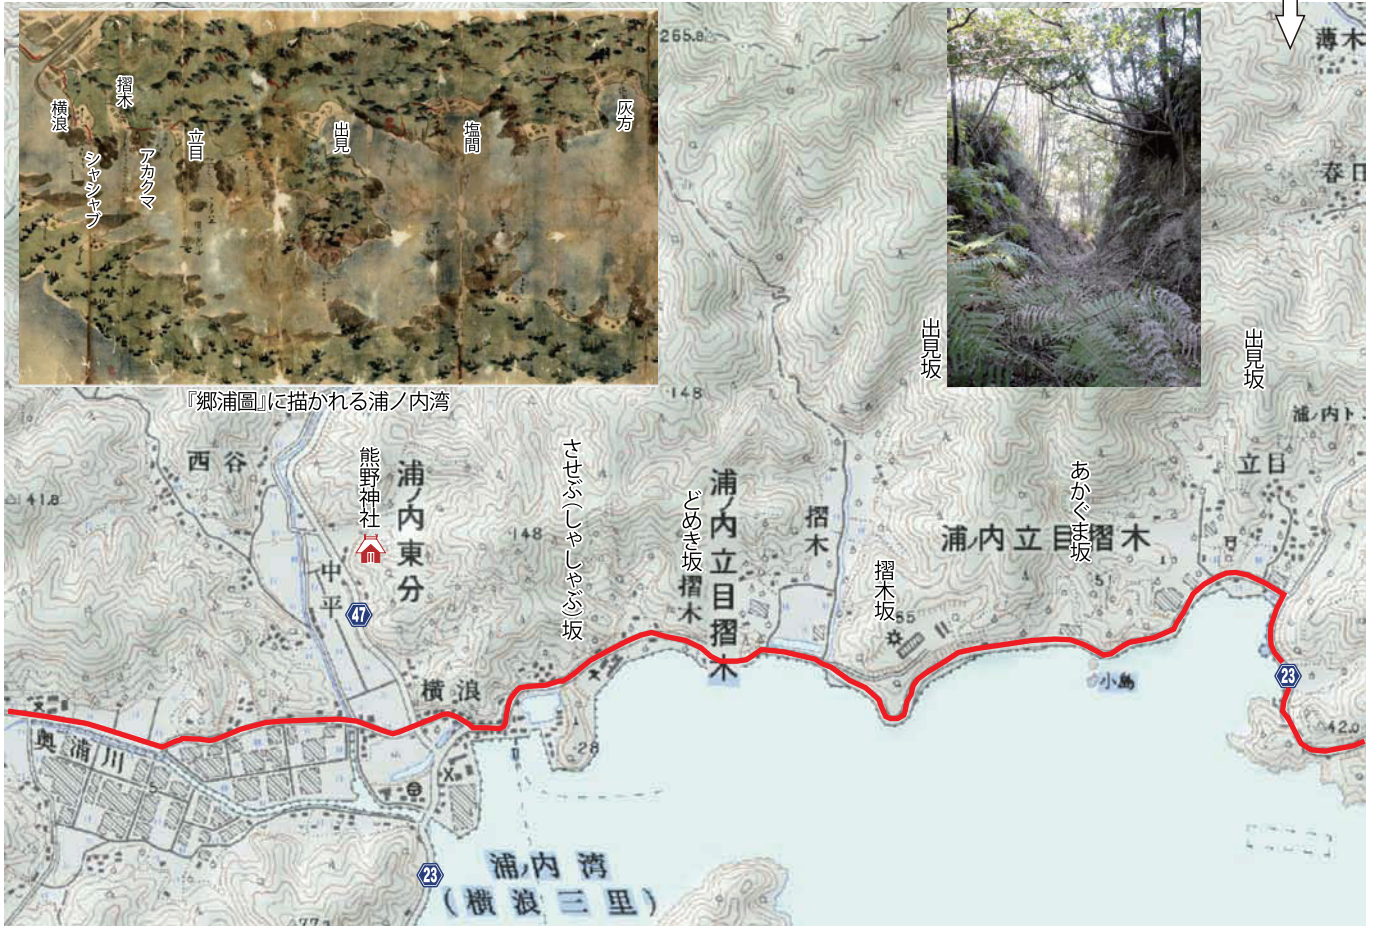 横浪
摺木
シャシャブ
アカクマ
立目
出見
塩間
灰方
『郷浦圖』に描かれる浦ノ内湾
265.8
薄木
春日
出見坂
出見坂
148
浦ノ内ト
立目
西谷
熊野神社
浦ノ内東分
させぶ(しゃしゃぶ)坂
どめき坂
浦ノ内立目摺木
摺木
摺木
あかぐま坂
浦ノ内立目摺木
摺木坂
41.8
148
中平
47
51
55
横浪
小島
23
奥浦川
5
28
42.0
23
浦ノ内湾
(横浪三里)
77.2